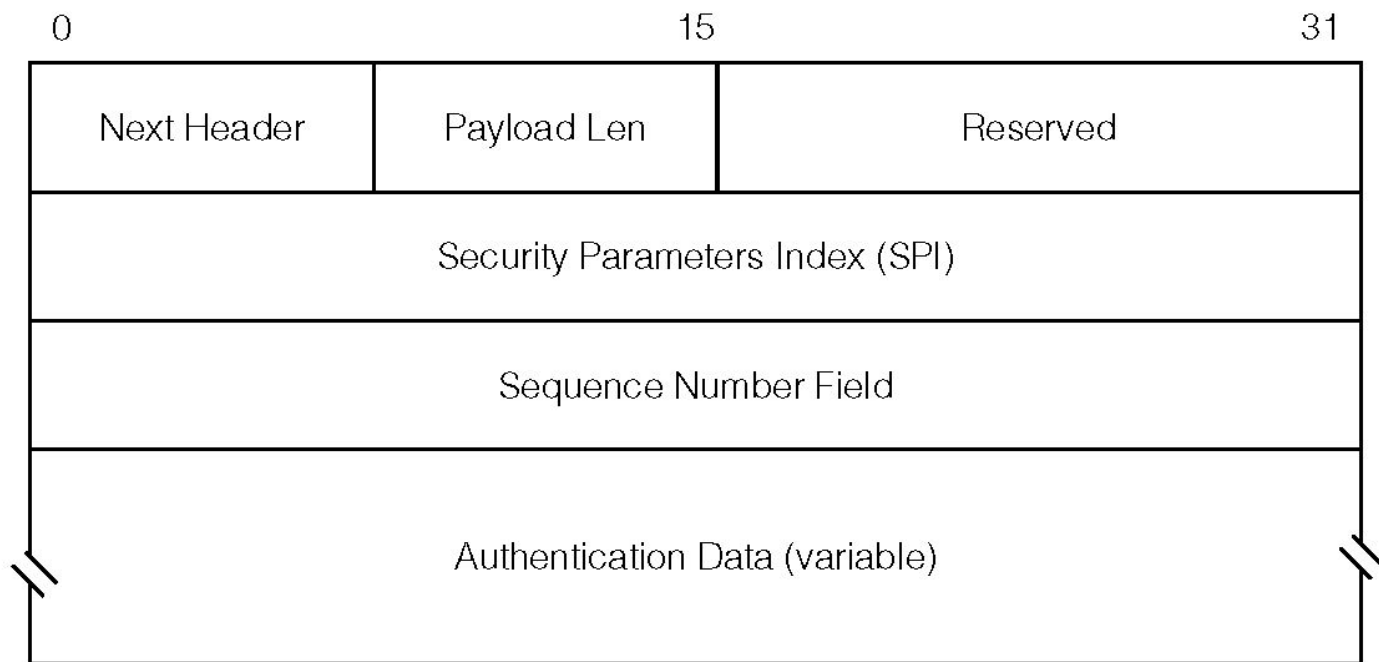 0 15 31
Next Header Payload Len Reserved
Security Parameters Index (SPI)
Sequence Number Field
Authentication Data (variable)